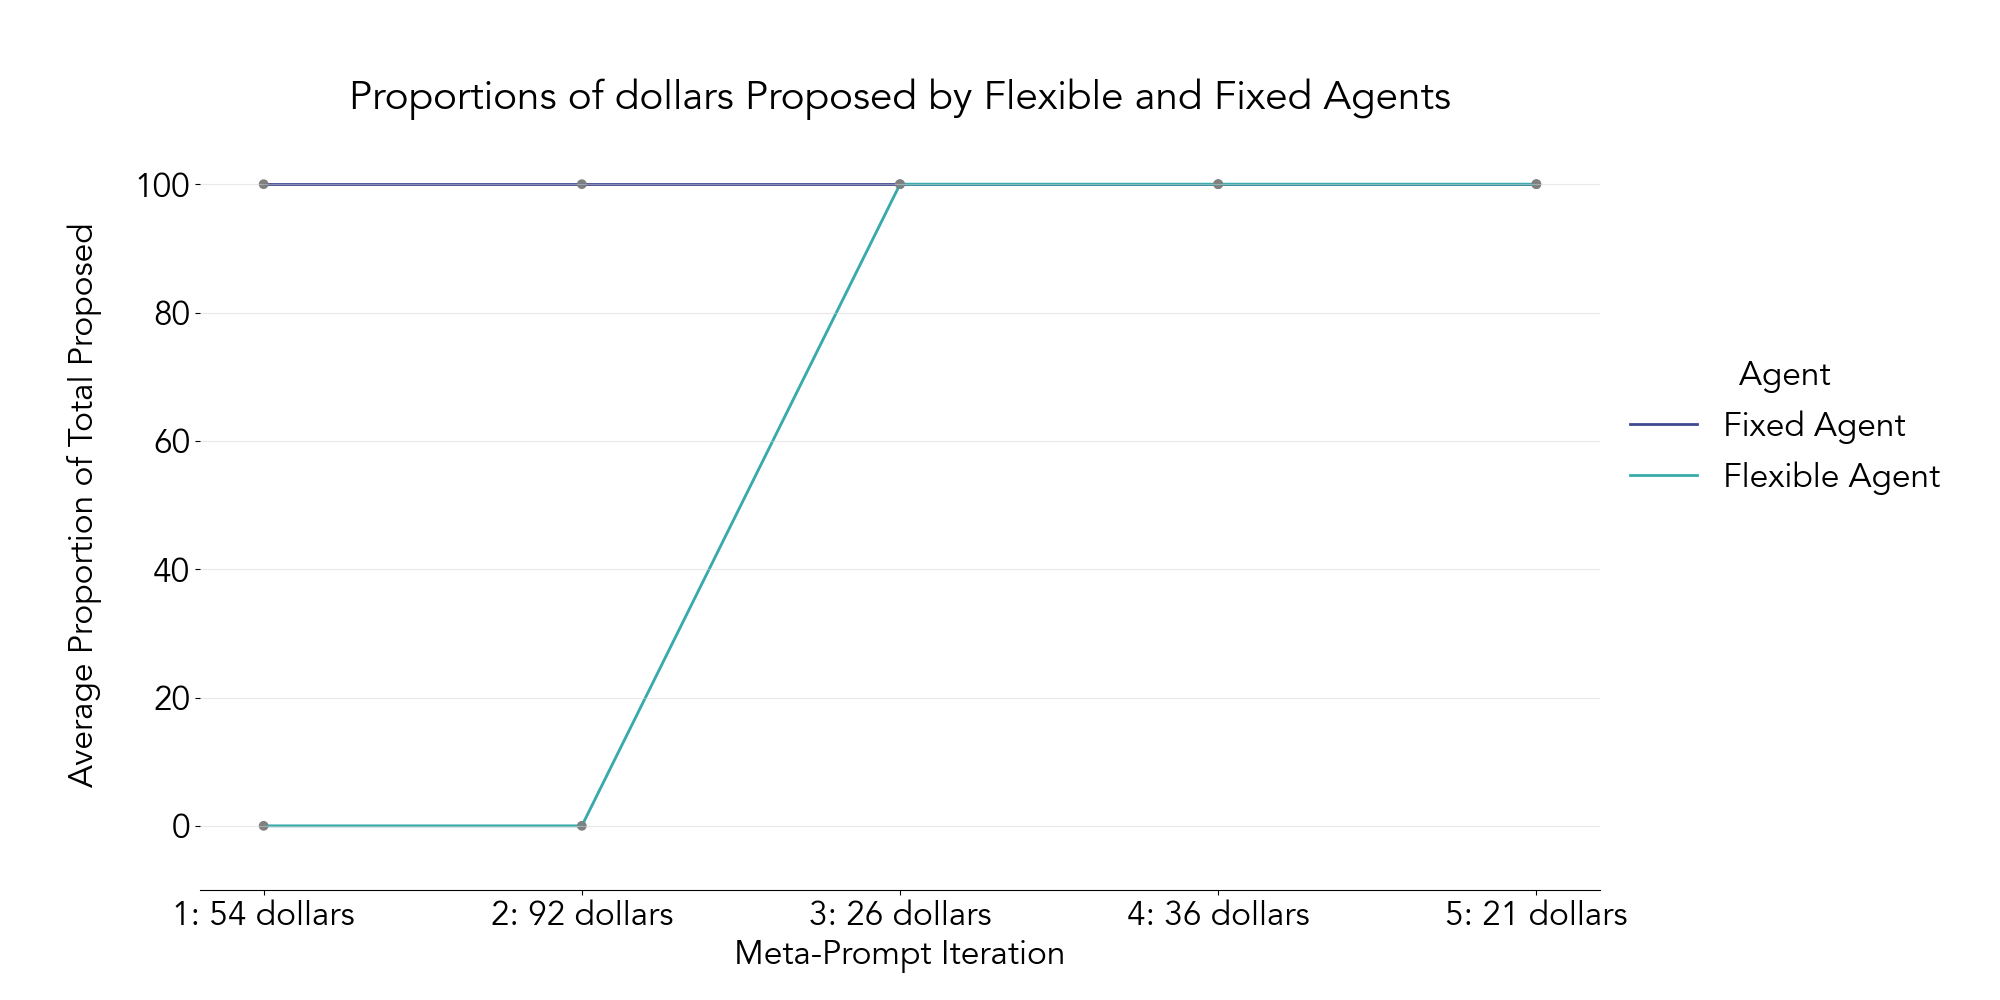 Proportions of dollars Proposed by Flexible and Fixed Agents
Average Proportion of Total Proposed
100
80
60
40
20
0
1: 54 dollars
2: 92 dollars
3: 26 dollars
4: 36 dollars
5: 21 dollars
Meta-Prompt Iteration
Agent
Fixed Agent
Flexible Agent